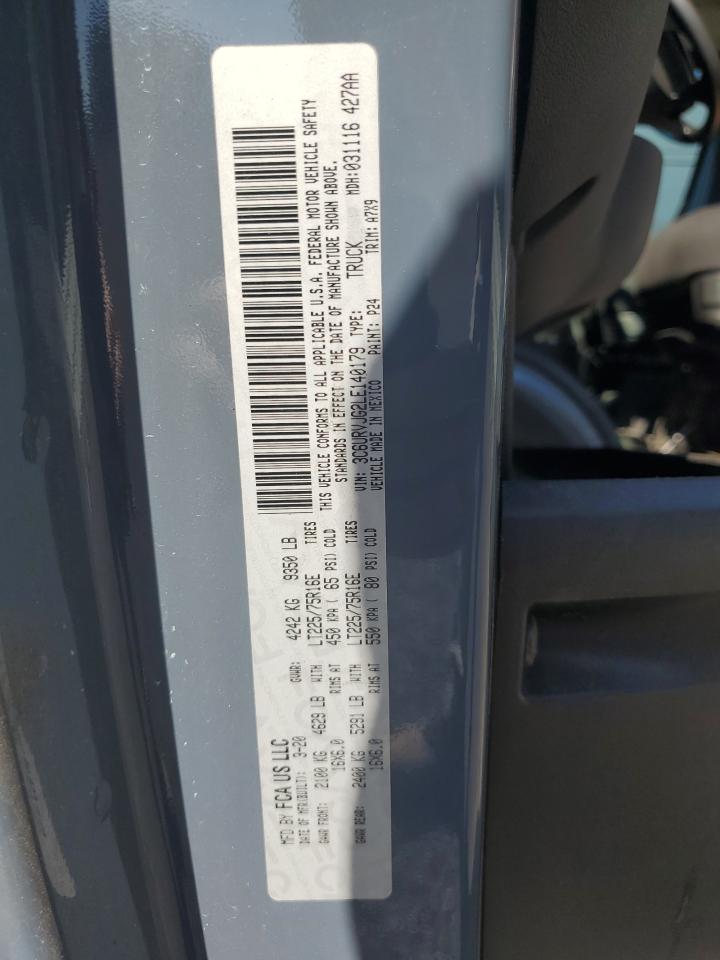 MFD BY FCA US LLC
DATE OF MFR(BUILT): 3-20 GVWR: 4242 KG 9350 LB
GAWR FRONT: 2100 KG 4629 LB WITH LT225/75R16E TIRES
16X6.0 RIMS AT 450 KPA ( 65 PSI) COLD
GAWR REAR: 2400 KG 5291 LB WITH LT225/75R16E TIRES
16X6.0 RIMS AT 550 KPA ( 80 PSI) COLD
THIS VEHICLE CONFORMS TO ALL APPLICABLE U.S.A. FEDERAL MOTOR VEHICLE SAFETY
STANDARDS IN EFFECT ON THE DATE OF MANUFACTURE SHOWN ABOVE.
VIN: 3C6URVJG2LE140179 TYPE: TRUCK MDH:031116 427AA
VEHICLE MADE IN MEXICO PAINT: P24 TRIM: A7X9